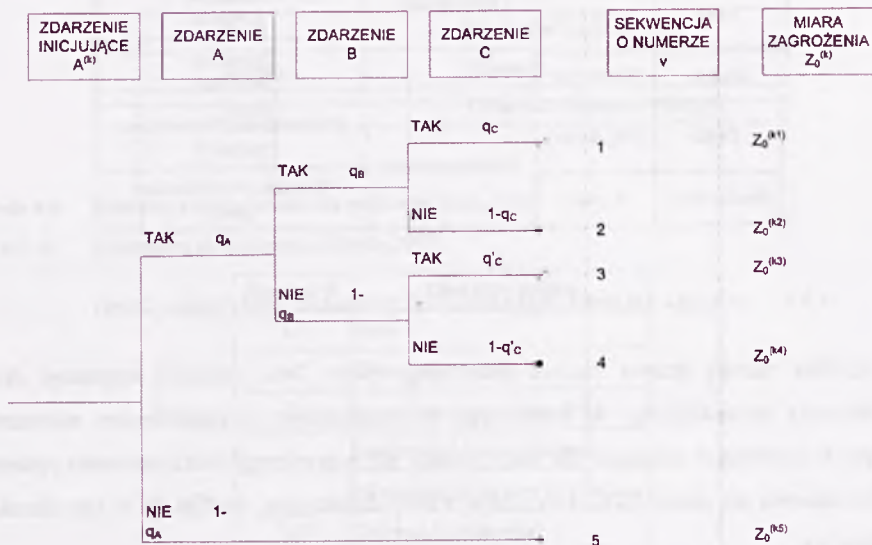 ZDARZENIE
INICJUJĄCE
A(k)
ZDARZENIE
A
ZDARZENIE
B
ZDARZENIE
C
SEKWENCJA
O NUMERZE
v
MIARA
ZAGROŻENIA
Z0(k)
TAK qC
1
Z0(k1)
TAK qB
NIE 1-qC
2
Z0(k2)
TAK qA
TAK q'C
3
Z0(k3)
NIE 1-
qB
NIE 1-q'C
4
Z0(k4)
NIE 1-
qA
5
Z0(k5)